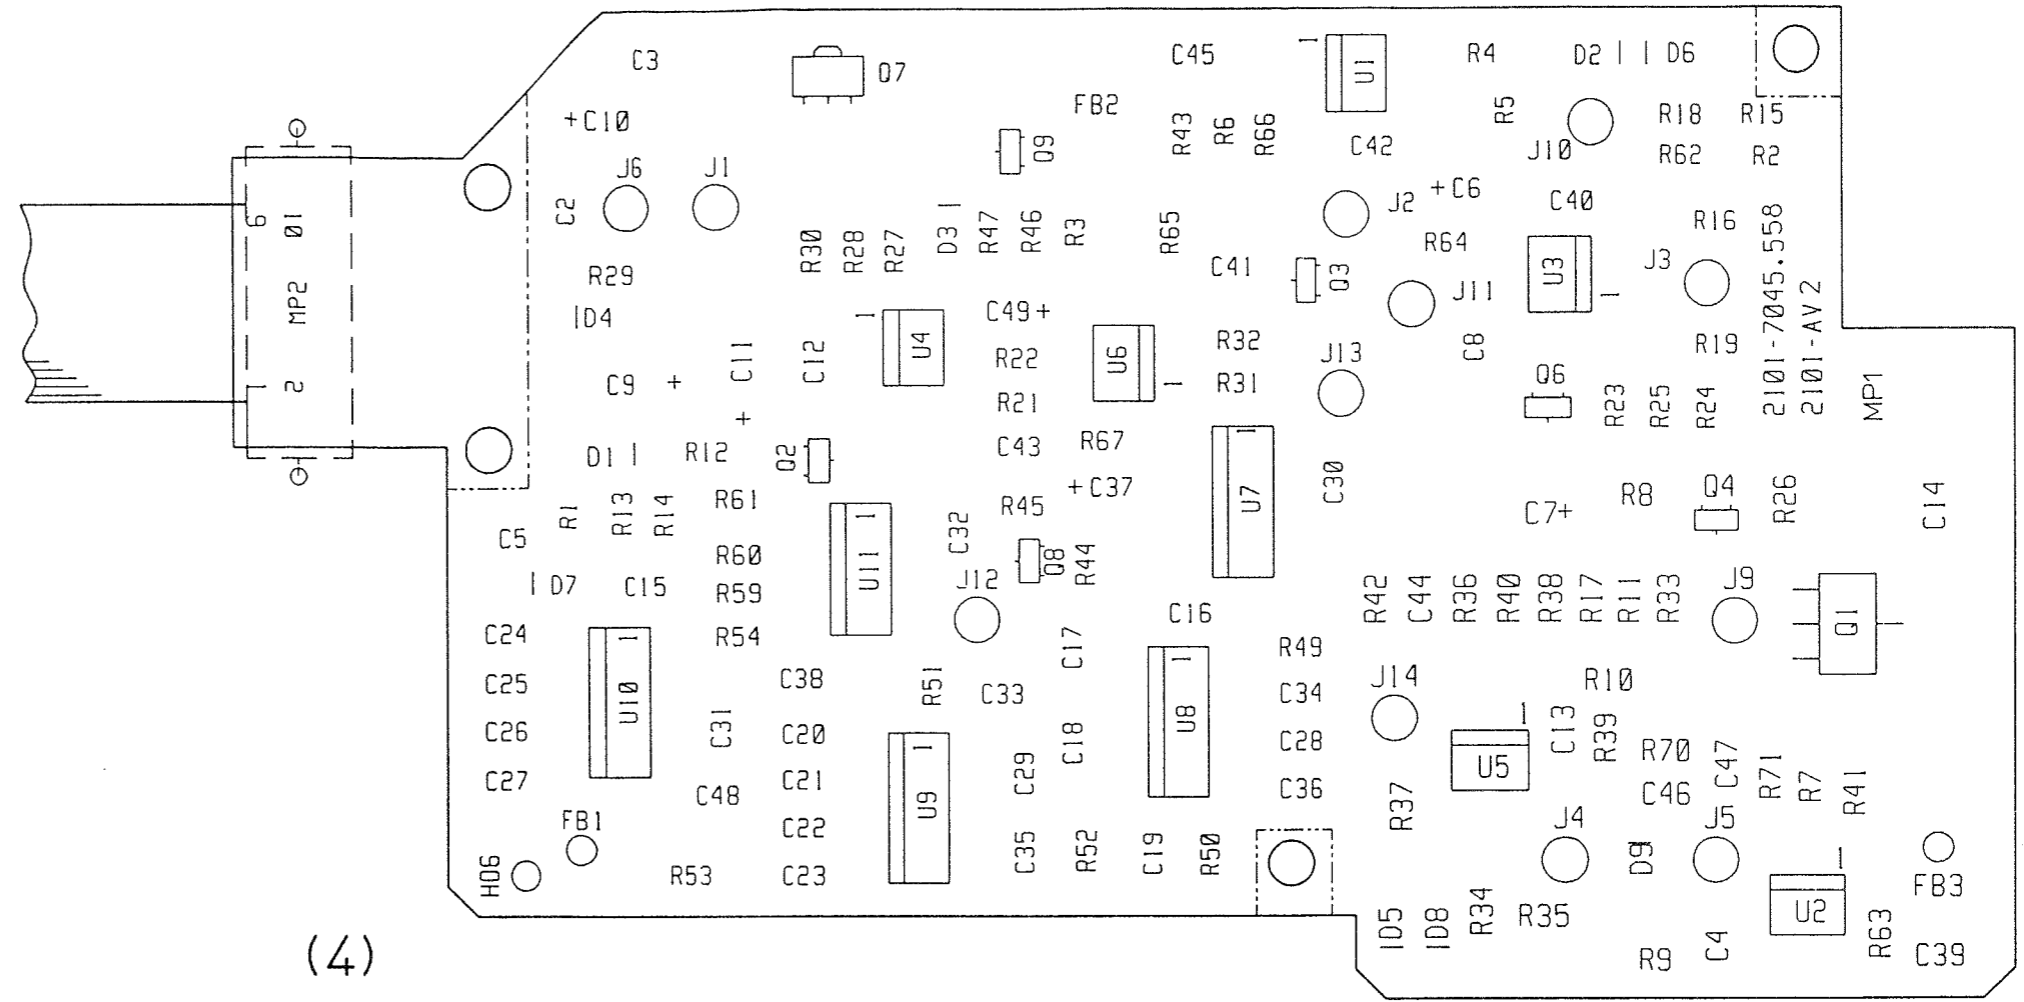 C3
Q7
C45
1
U1
R4
D2 | | D6
+C10
FB2
R43
R6
R66
R5
R18
R15
Q9
C42
J10
R62
R2
J6
J1
J2
+C6
C40
C2
6
01
R30
R28
R27
D3
R47
R46
R3
R65
R64
R16
R29
C41
Q3
J11
U3
J3
2101-7045.558
2101-AV2
MP2
D4
C49+
1
U4
U6
R32
C8
R19
C11
C12
R22
J13
1
2
C9 +
+
R21
R31
Q6
R23
R25
R24
MP1
D1
R12
Q2
C43
R67
U7
C30
+C37
R8
Q4
R26
C14
R1
R13
R14
R61
C5
R45
C7+
C32
Q8
R44
U11
R60
D7
C15
R59
J12
R42
C44
R36
R40
R38
R17
R11
R33
J9
Q1
C24
R54
C16
C17
R49
C25
U10
C38
R51
C33
U8
C34
J14
R10
C26
C31
C20
C18
C28
C13
R39
R70
C47
R71
R7
R41
C27
C48
C21
U9
C29
C36
R37
U5
C46
FB1
C22
J4
J5
H06
R53
C23
C35
R52
C19
R50
D9
FB3
D5
D8
R34
R35
U2
R63
R9
C4
C39
(4)